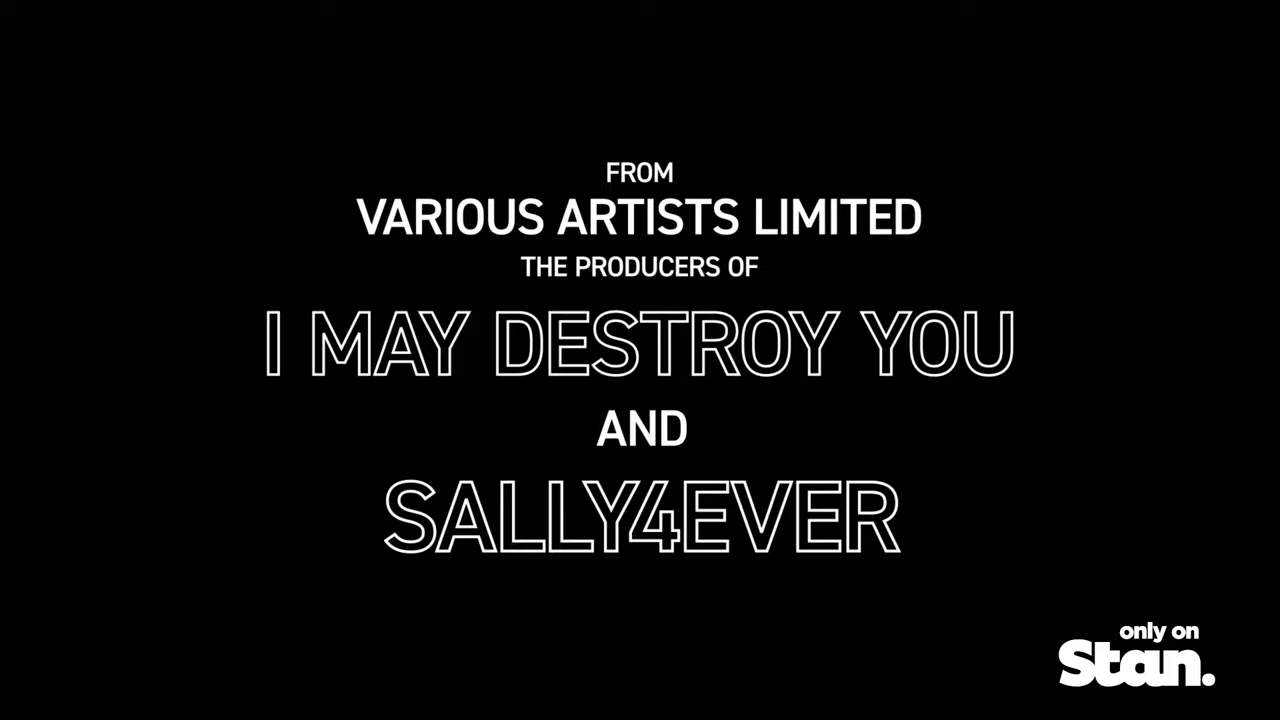 FROM
VARIOUS ARTISTS LIMITED
THE PRODUCERS OF
I MAY DESTROY YOU
AND
SALLY4EVER
only on
Stan.